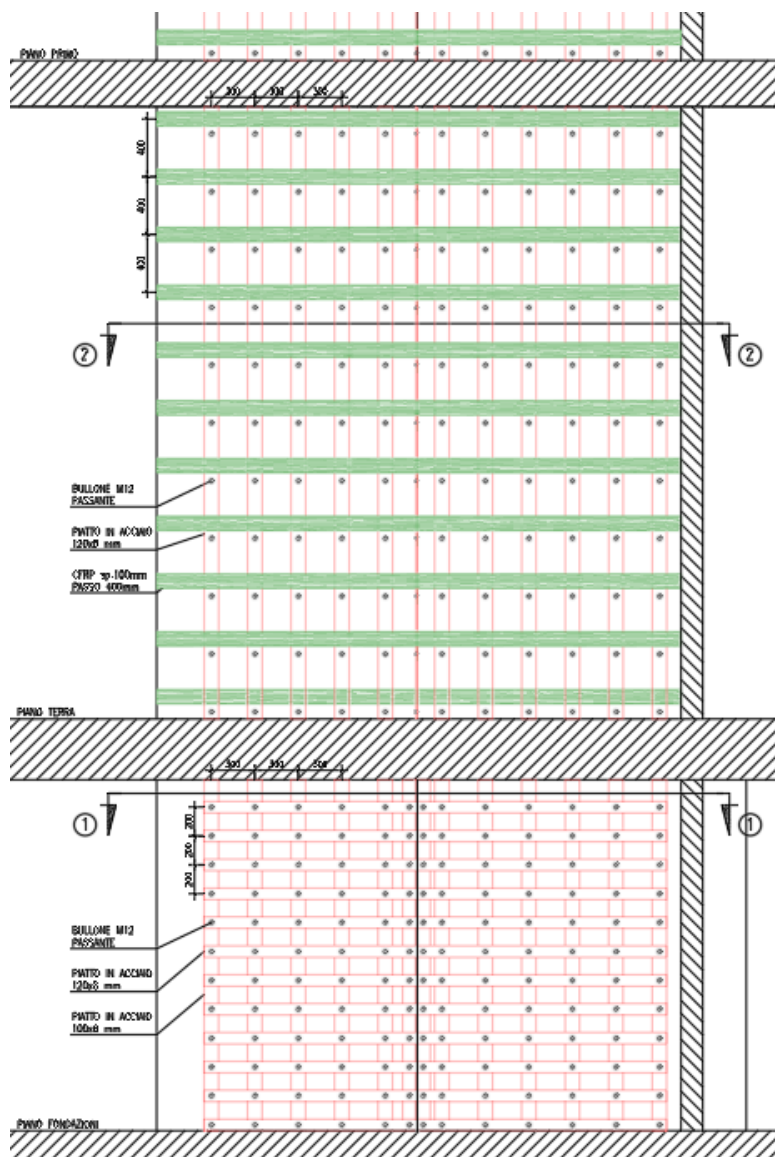 PIANO PRIMO
300 300 300
400
400
400
2 2
BULLONE M12
PASSANTE
PIATTO IN ACCIAIO
120x8 mm
CFRP sp.100mm
PASSO 400mm
PIANO TERRA
300 300 300
1 1
200
200
200
BULLONE M12
PASSANTE
PIATTO IN ACCIAIO
120x8 mm
PIATTO IN ACCIAIO
100x8 mm
PIANO FONDAZIONI